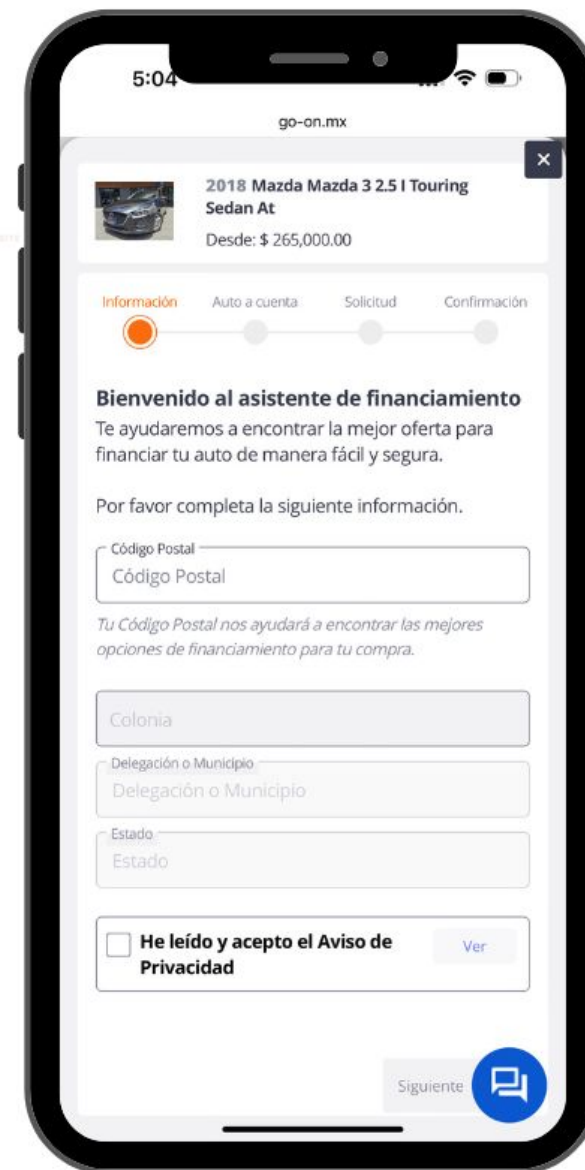 5:04
go-on.mx
2018 Mazda Mazda 3 2.5 I Touring
Sedan At
Desde: $ 265,000.00
Información Auto a cuenta Solicitud Confirmación
Bienvenido al asistente de financiamiento
Te ayudaremos a encontrar la mejor oferta para
financiar tu auto de manera fácil y segura.
Por favor completa la siguiente información.
Código Postal
Código Postal
Tu Código Postal nos ayudará a encontrar las mejores
opciones de financiamiento para tu compra.
Colonia
Delegación o Municipio
Delegación o Municipio
Estado
Estado
He leído y acepto el Aviso de
Privacidad
Ver
Siguiente